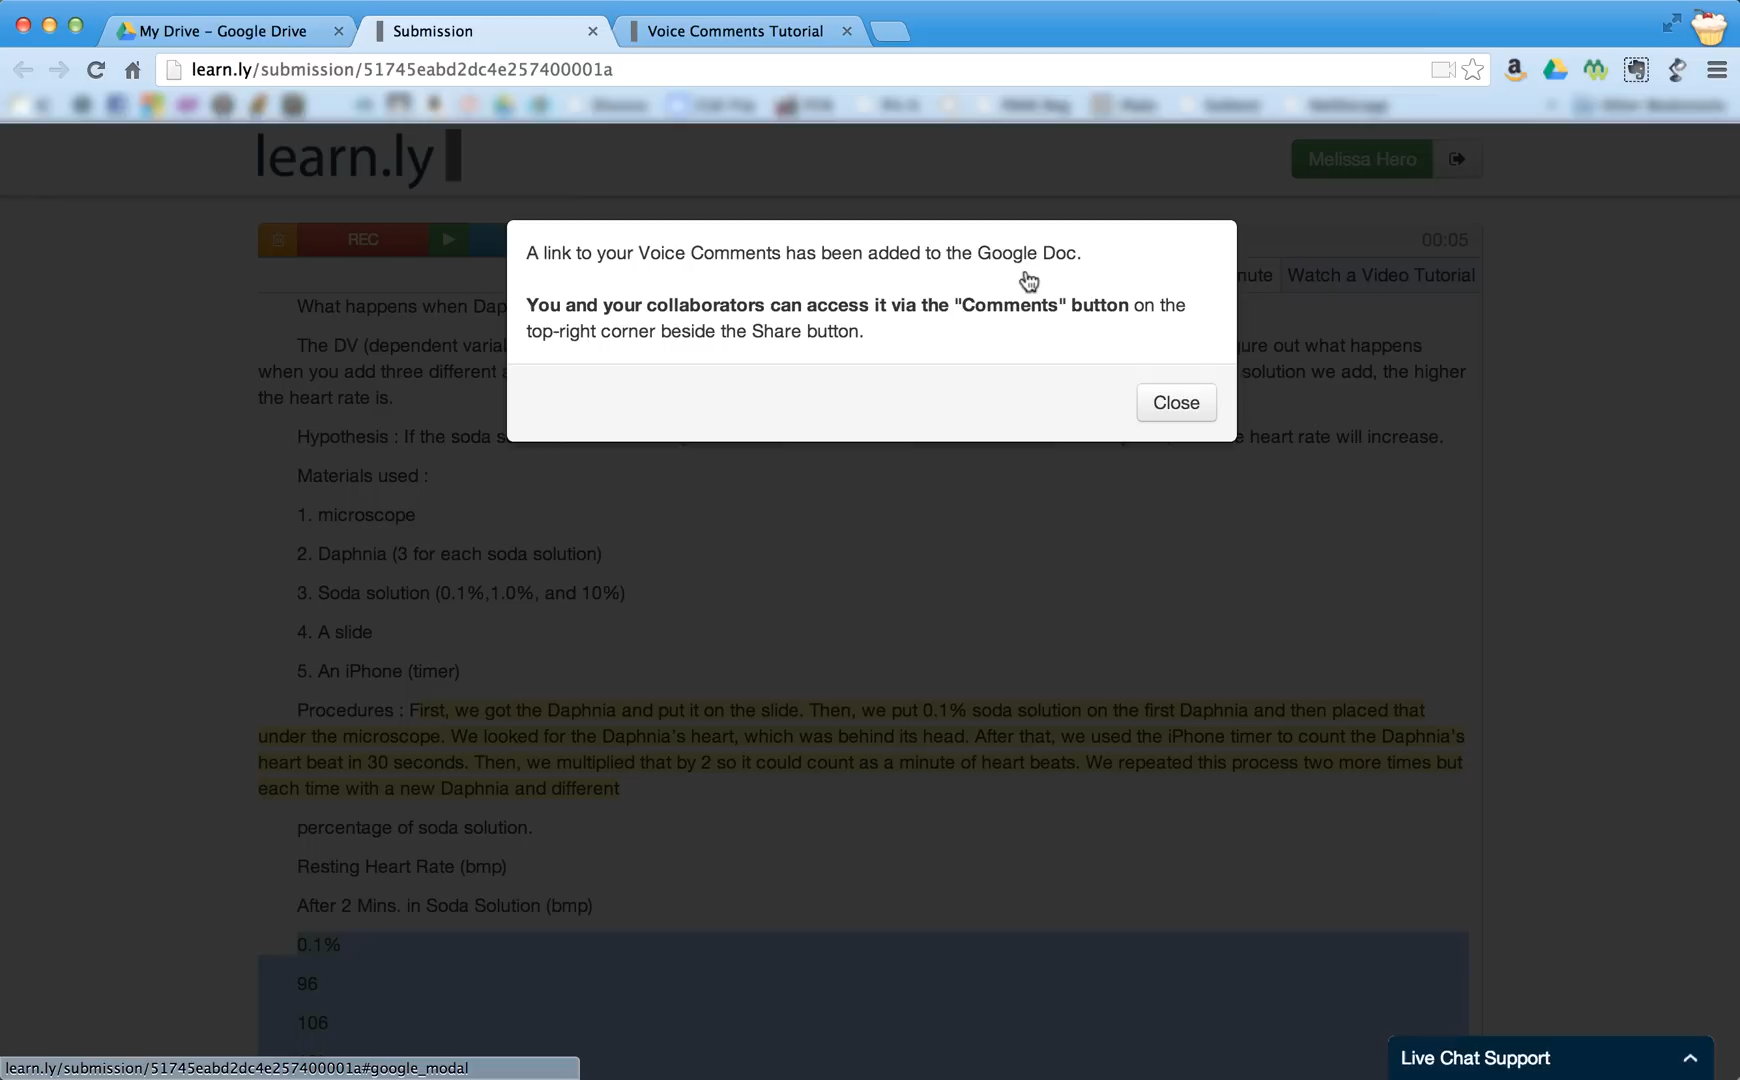 My Drive – Google Drive
Submission
Voice Comments Tutorial
learn.ly/submission/51745eabd2dc4e257400001a
Other Bookmarks
learn.ly
Melissa Hero
REC
00:05
A link to your Voice Comments has been added to the Google Doc.
You and your collaborators can access it via the "Comments" button on the
top-right corner beside the Share button.
Close
Watch a Video Tutorial
What happens when
The DV (dependent
ure out what happens
when you add three different
solution we add, the higher
the heart rate is.
Hypothesis : If the soda
heart rate will increase.
Materials used :
1. microscope
2. Daphnia (3 for each soda solution)
3. Soda solution (0.1%,1.0%, and 10%)
4. A slide
5. An iPhone (timer)
Procedures : First, we got the Daphnia and put it on the slide. Then, we put 0.1% soda solution on the first Daphnia and then placed that
under the microscope. We looked for the Daphnia's heart, which was behind its head. After that, we used the iPhone timer to count the Daphnia's
heart beat in 30 seconds. Then, we multiplied that by 2 so it could count as a minute of heart beats. We repeated this process two more times but
each time with a new Daphnia and different
percentage of soda solution.
Resting Heart Rate (bmp)
After 2 Mins. in Soda Solution (bmp)
0.1%
96
106
learn.ly/submission/51745eabd2dc4e257400001a#google_modal
Live Chat Support